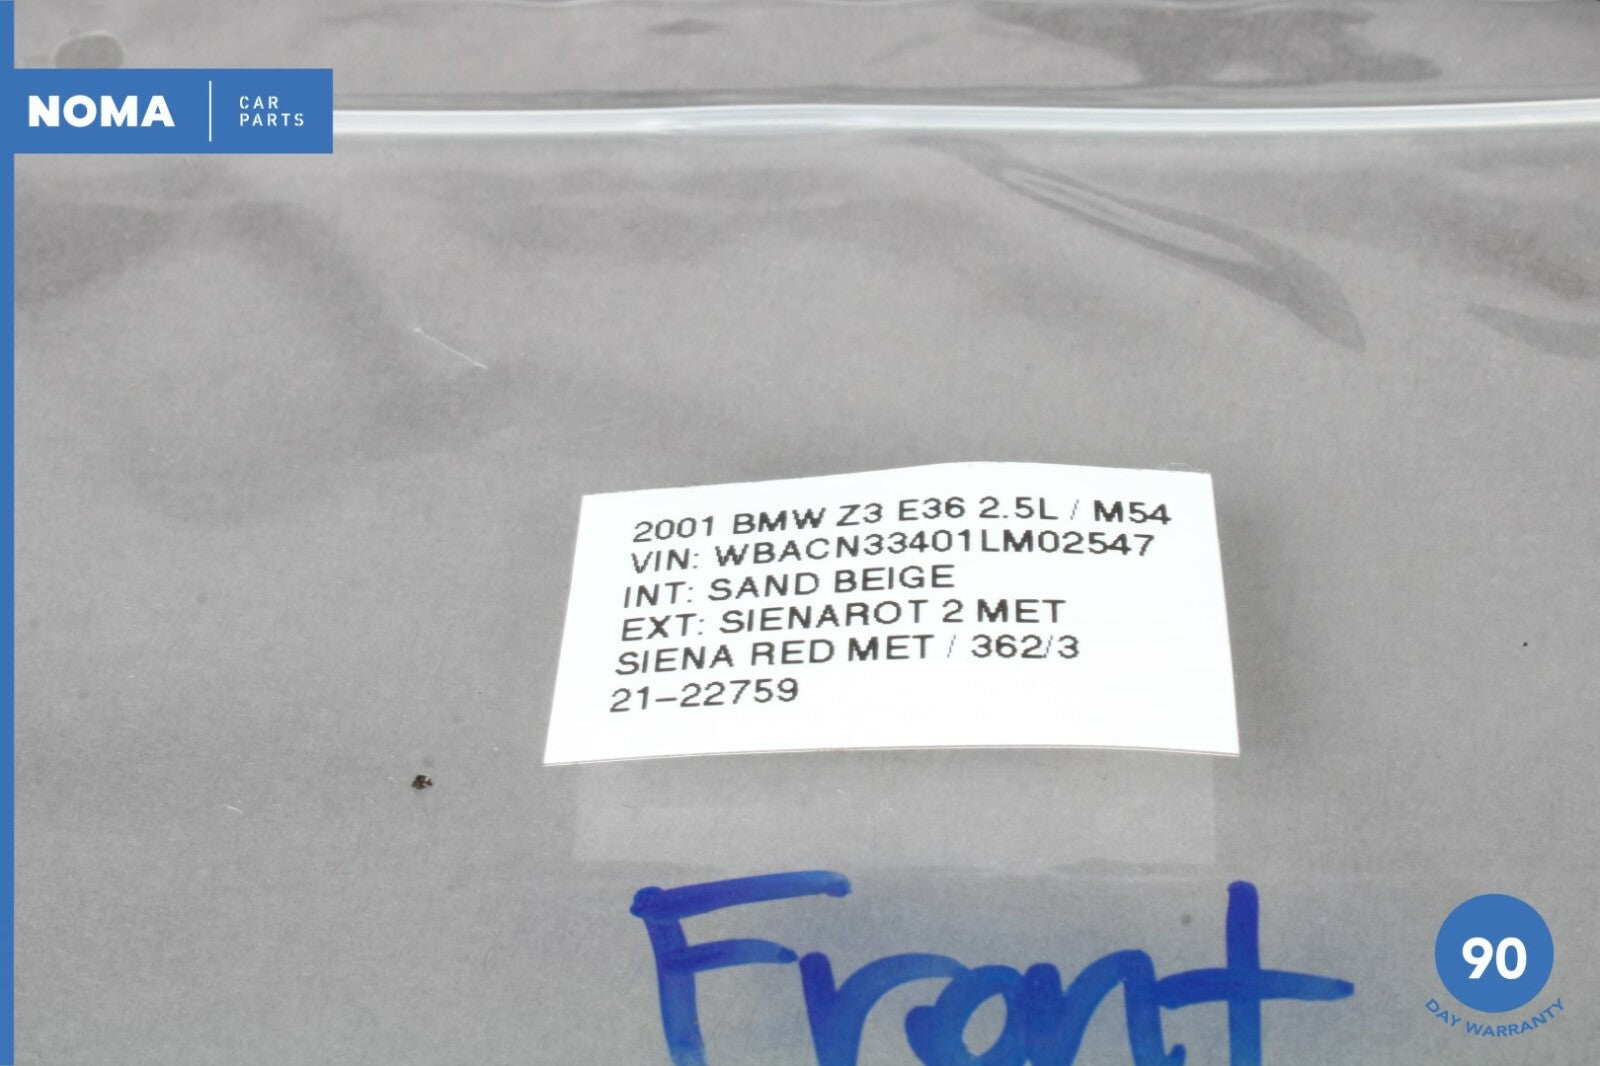 NOMA
CAR
PARTS
2001 BMW Z3 E36 2.5L / M54
VIN: WBACN33401LM02547
INT: SAND BEIGE
EXT: SIENAROT 2 MET
SIENA RED MET / 362/3
21-22759
Front
90
DAY WARRANTY